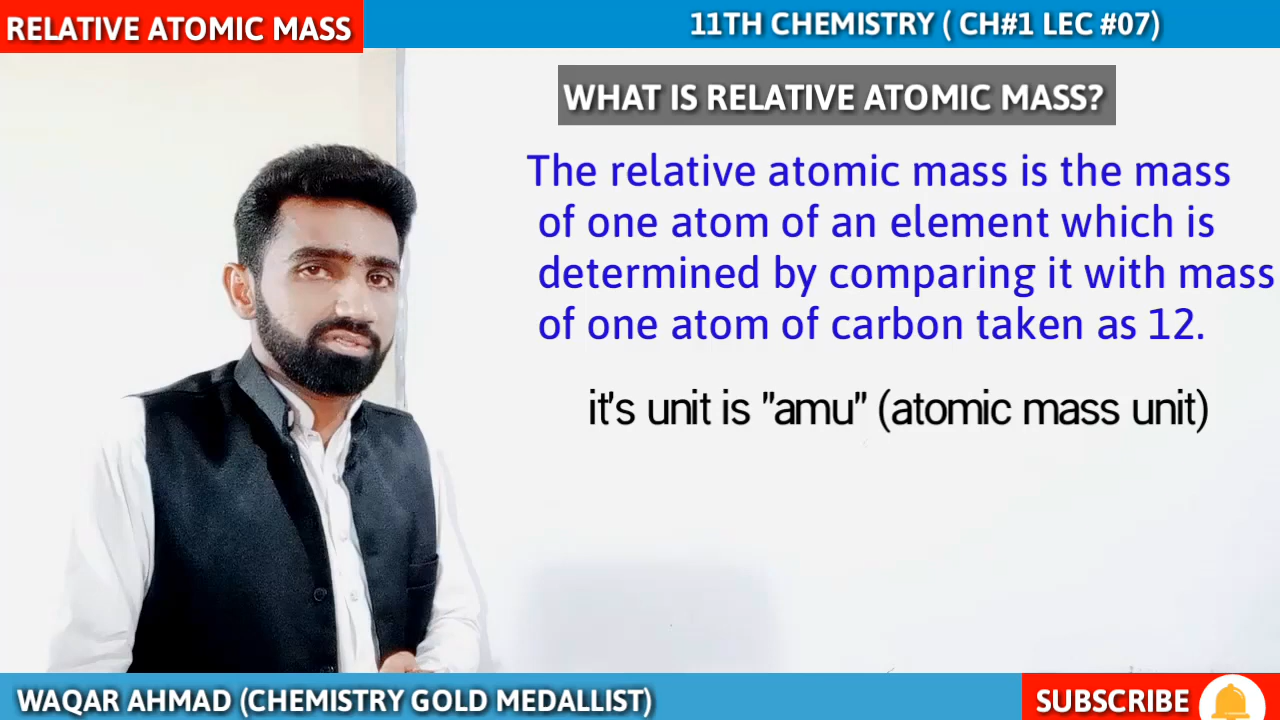 RELATIVE ATOMIC MASS
11TH CHEMISTRY ( CH#1 LEC #07)
WHAT IS RELATIVE ATOMIC MASS?
The relative atomic mass is the mass
of one atom of an element which is
determined by comparing it with mass
of one atom of carbon taken as 12.
it's unit is "amu" (atomic mass unit)
WAQAR AHMAD (CHEMISTRY GOLD MEDALLIST)
SUBSCRIBE